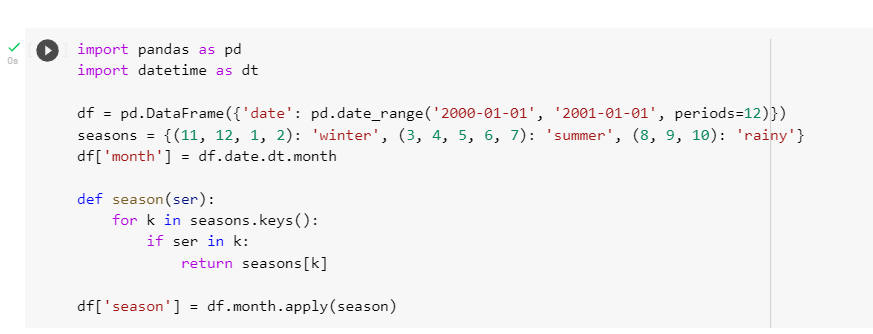 0s
import pandas as pd
import datetime as dt
df = pd.DataFrame({'date': pd.date_range('2000-01-01', '2001-01-01', periods=12)})
seasons = {(11, 12, 1, 2): 'winter', (3, 4, 5, 6, 7): 'summer', (8, 9, 10): 'rainy'}
df['month'] = df.date.dt.month
def season(ser):
    for k in seasons.keys():
        if ser in k:
            return seasons[k]
df['season'] = df.month.apply(season)